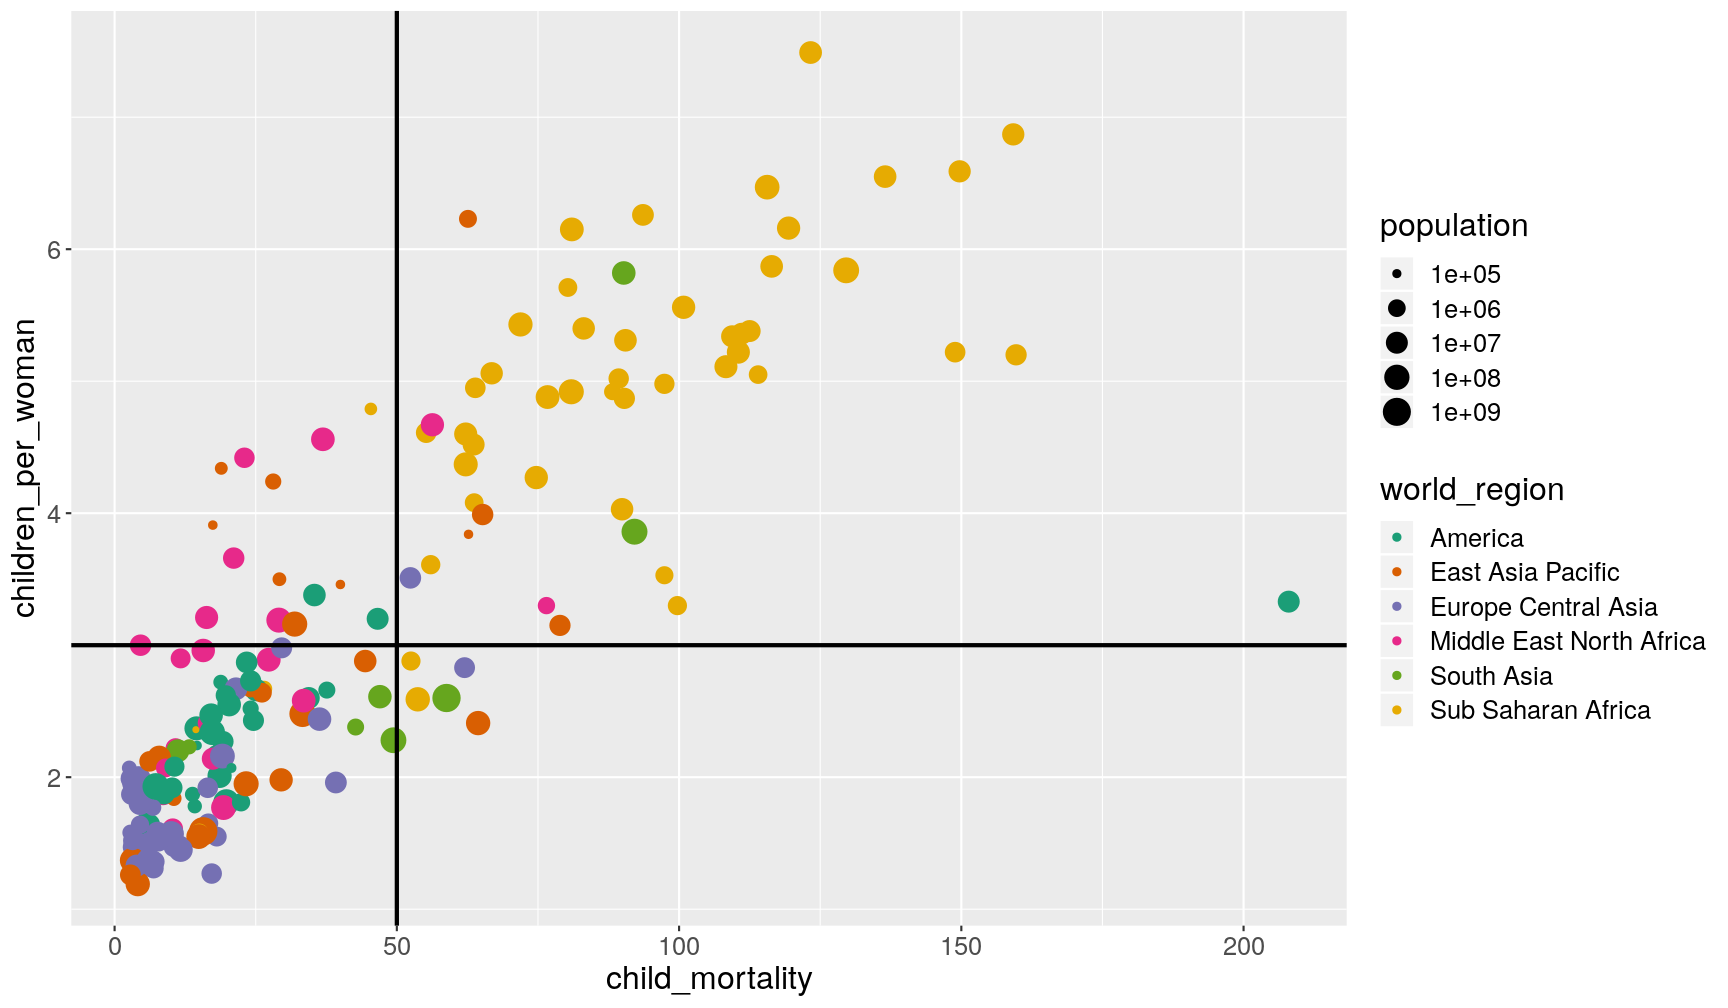 children_per_woman
6
4
2
0
50
100
150
200
child_mortality
population
1e+05
1e+06
1e+07
1e+08
1e+09
world_region
America
East Asia Pacific
Europe Central Asia
Middle East North Africa
South Asia
Sub Saharan Africa